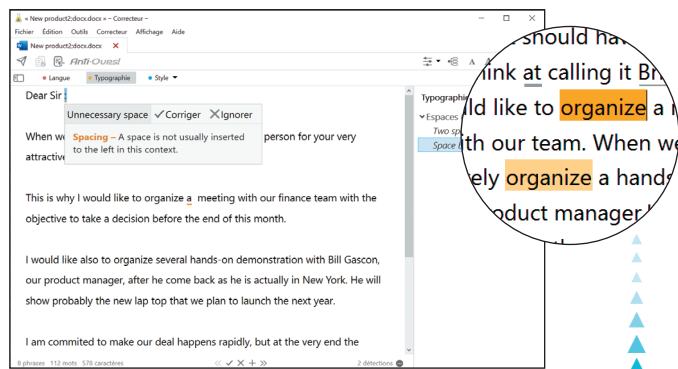 « New product2;docx.docx » – Correcteur –
Fichier Édition Outils Correcteur Affichage Aide
New product2;docx.docx
Anti-Oups!
Langue Typographie Style
Dear Sir :
Unnecessary space Corriger Ignorer
Spacing – A space is not usually inserted
to the left in this context.
When we person for your very
attractive
This is why I would like to organize a meeting with our finance team with the
objective to take a decision before the end of this month.
I would like also to organize several hands-on demonstration with Bill Gascon,
our product manager, after he come back as he is actually in New York. He will
show probably the new lap top that we plan to launch the next year.
I am commited to make our deal happens rapidly, but at the very end the
8 phrases 112 mots 578 caractères
2 détections
Typographie
Espaces
Two sp
Space b
should hav
ink at calling it Bri
ld like to organize a
ith our team. When we
ely organize a hands
oduct manager